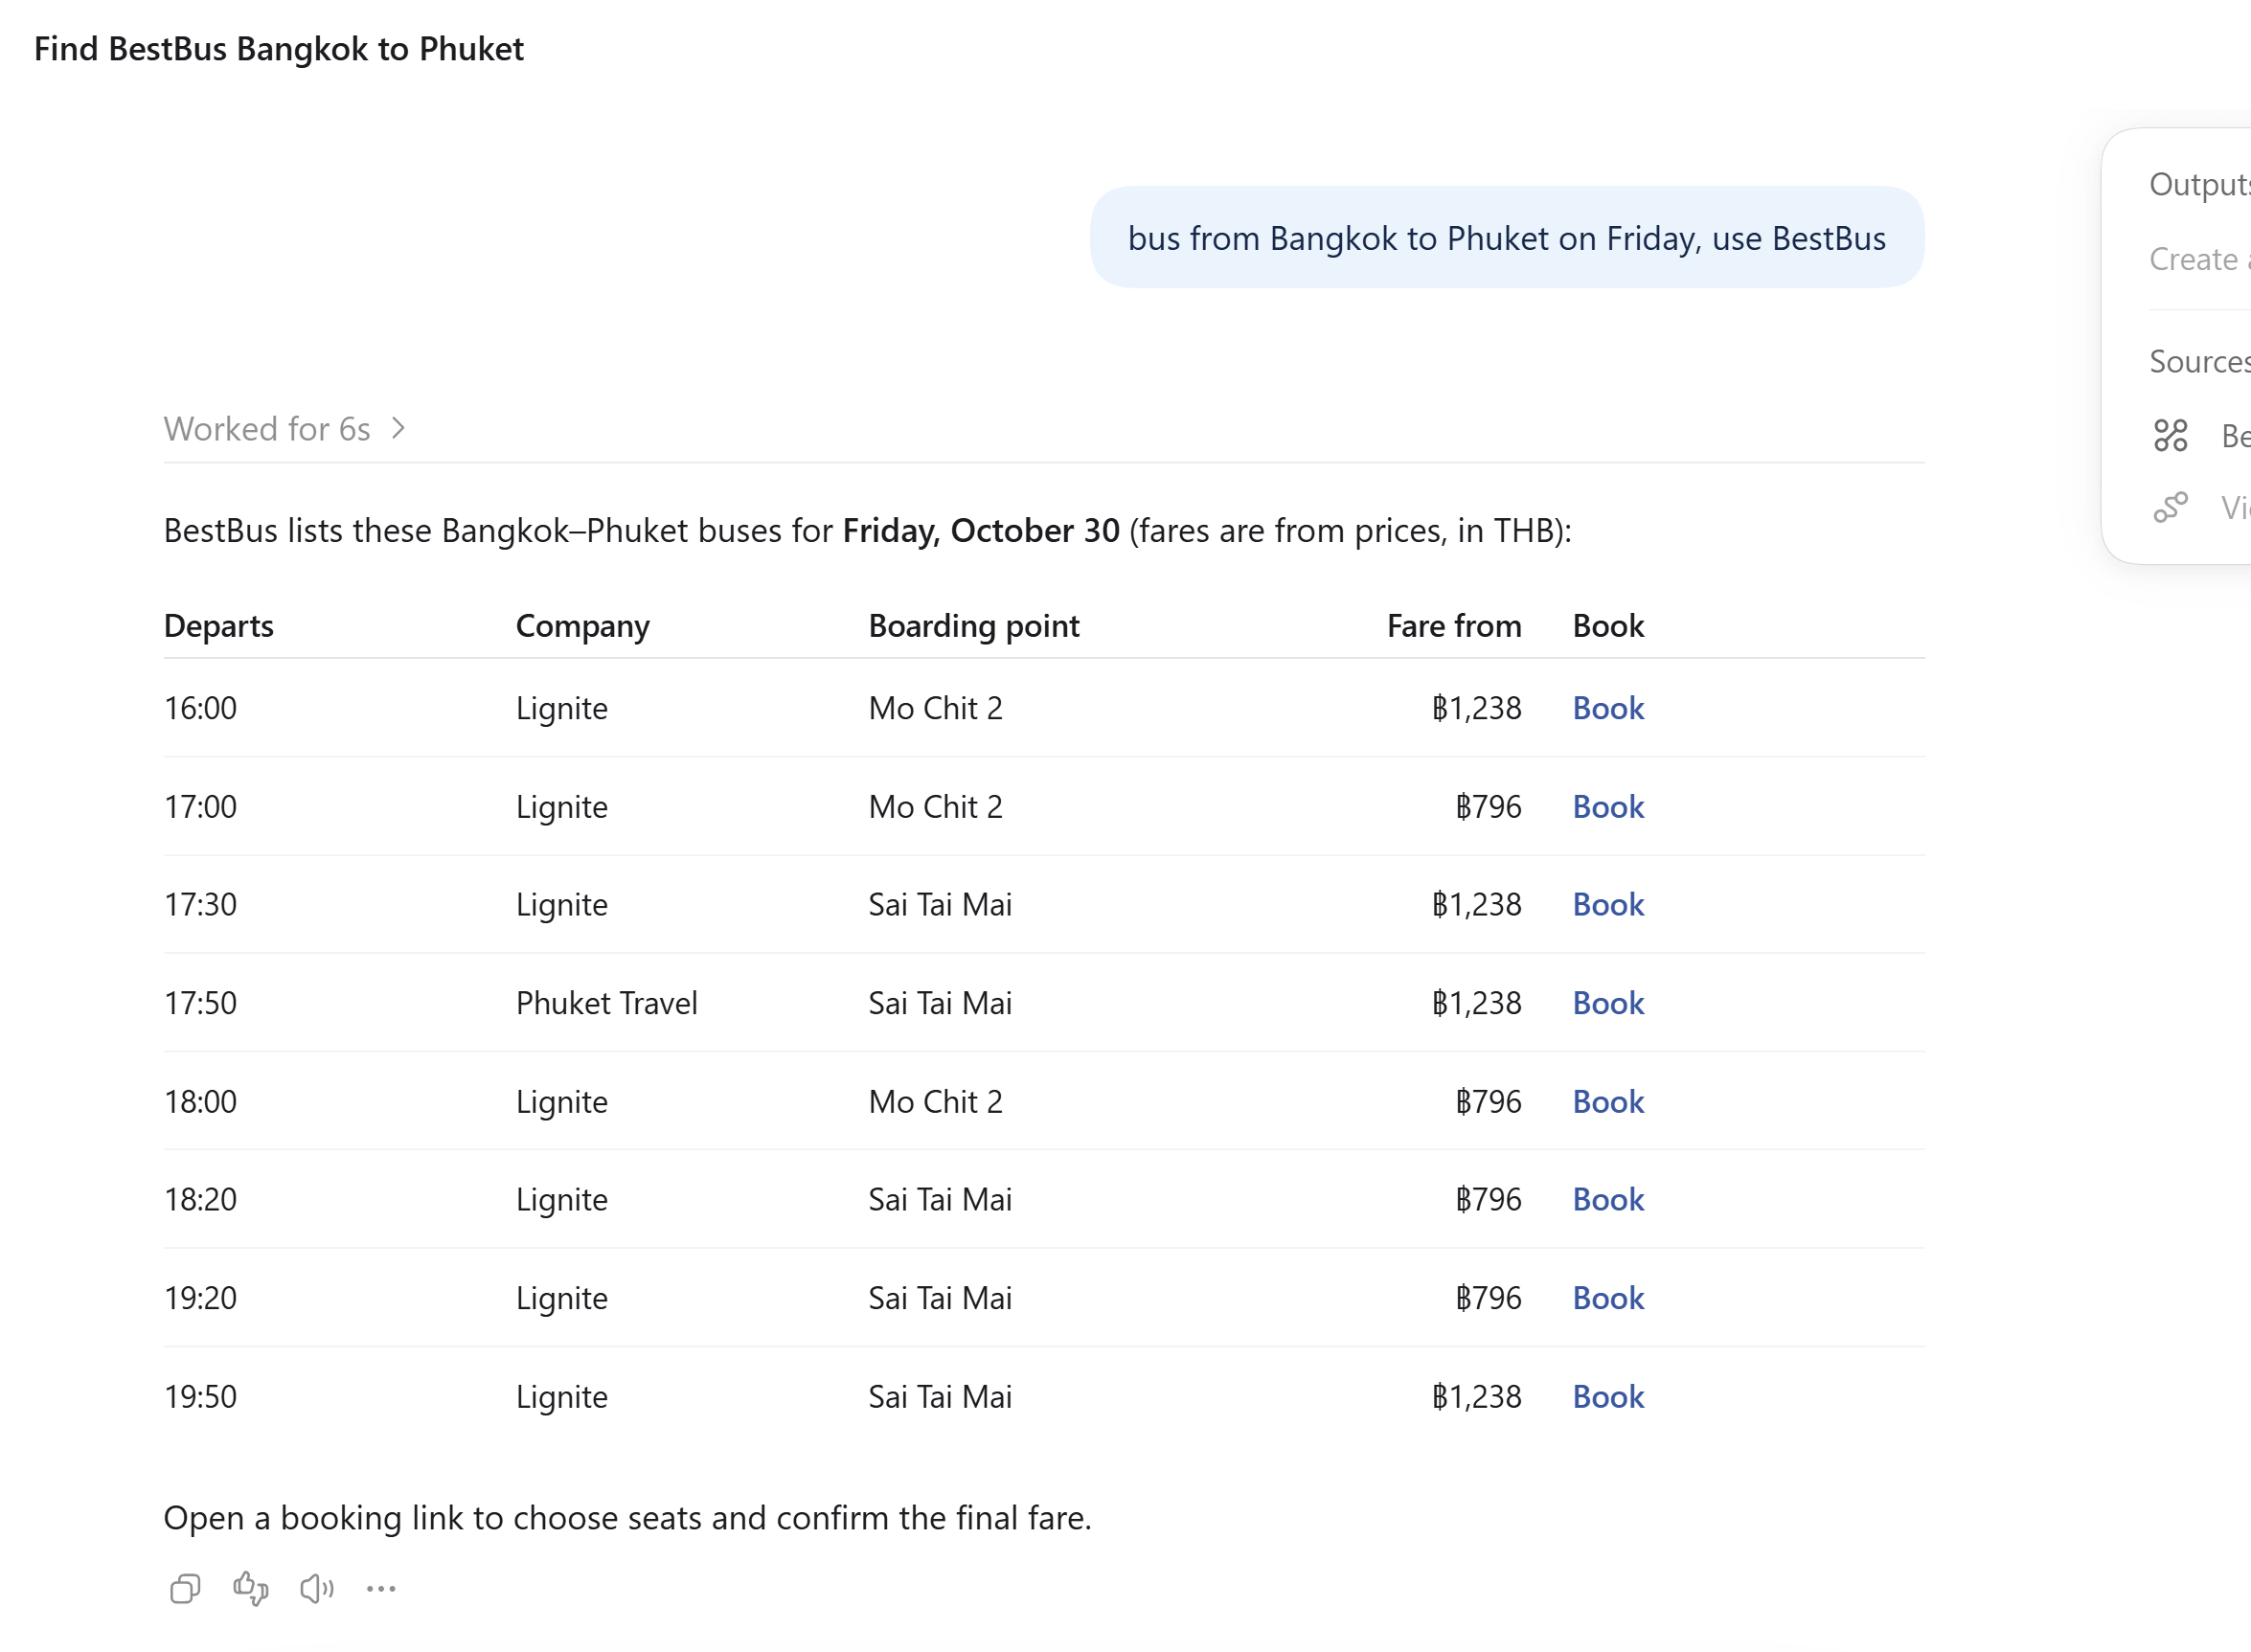 Find BestBus Bangkok to Phuket
bus from Bangkok to Phuket on Friday, use BestBus
Outputs
Create
Sources
Worked for 6s
BestBus lists these Bangkok–Phuket buses for Friday, October 30 (fares are from prices, in THB):
Departs Company Boarding point Fare from Book
16:00 Lignite Mo Chit 2 ฿1,238 Book
17:00 Lignite Mo Chit 2 ฿796 Book
17:30 Lignite Sai Tai Mai ฿1,238 Book
17:50 Phuket Travel Sai Tai Mai ฿1,238 Book
18:00 Lignite Mo Chit 2 ฿796 Book
18:20 Lignite Sai Tai Mai ฿796 Book
19:20 Lignite Sai Tai Mai ฿796 Book
19:50 Lignite Sai Tai Mai ฿1,238 Book
Open a booking link to choose seats and confirm the final fare.